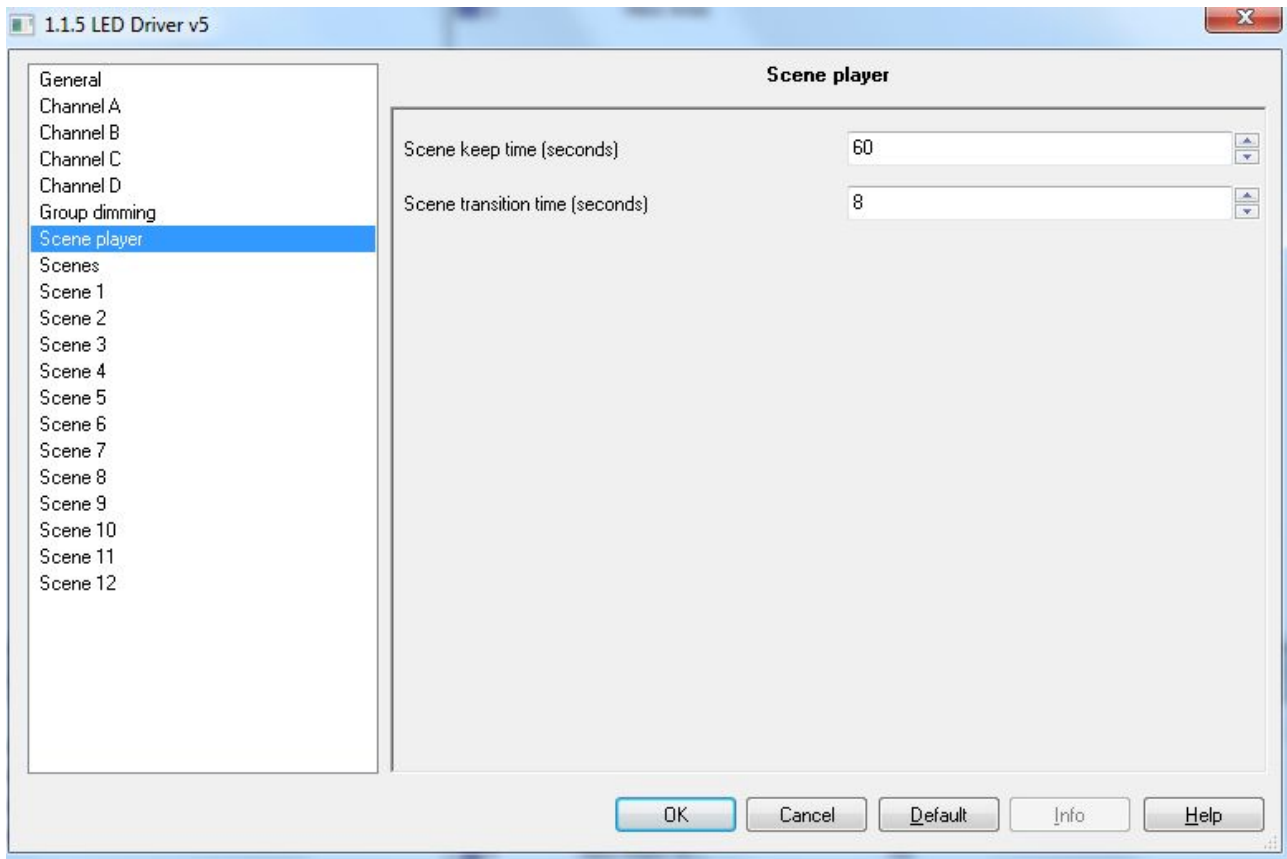 1.1.5 LED Driver v5
General
Channel A
Channel B
Channel C
Channel D
Group dimming
Scene player
Scenes
Scene 1
Scene 2
Scene 3
Scene 4
Scene 5
Scene 6
Scene 7
Scene 8
Scene 9
Scene 10
Scene 11
Scene 12
Scene player
Scene keep time (seconds) 60
Scene transition time (seconds) 8
OK Cancel Default Info Help